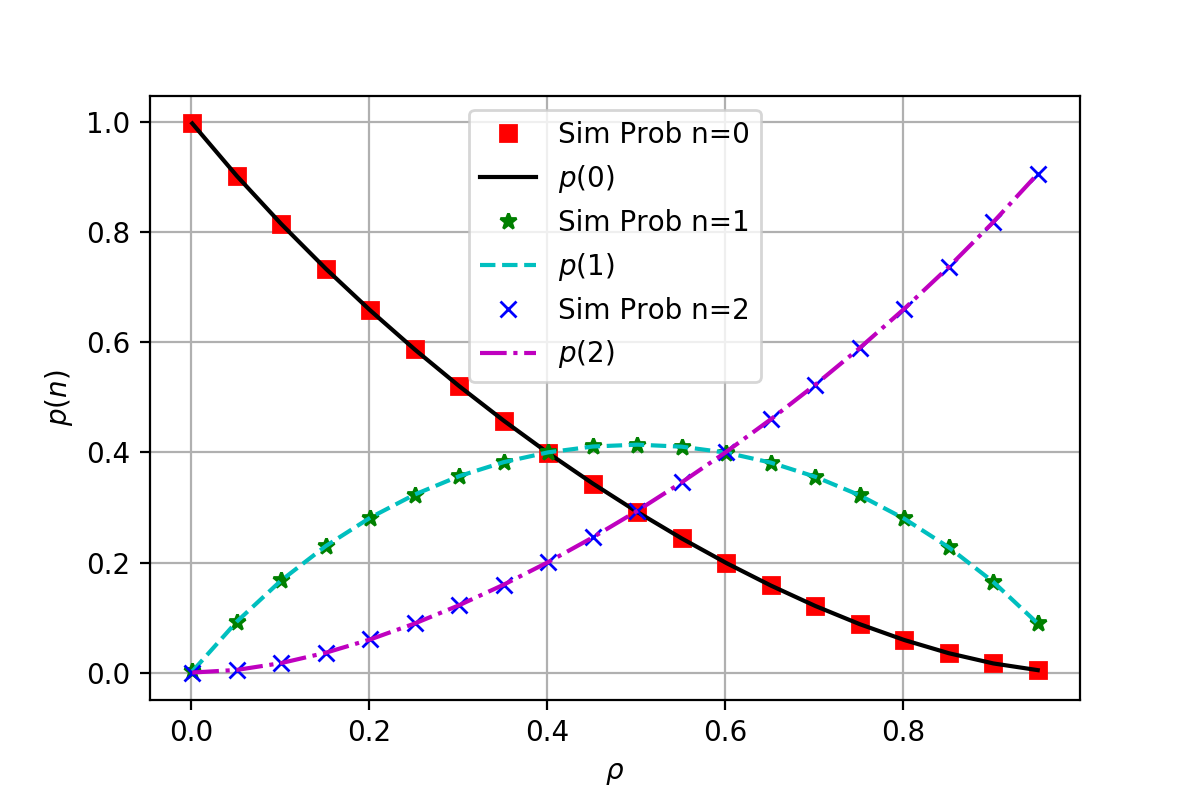 1.0
0.8
0.6
0.4
0.2
0.0
p(n)
Sim Prob n=0
p(0)
Sim Prob n=1
p(1)
Sim Prob n=2
p(2)
0.0 0.2 0.4 0.6 0.8
ρ